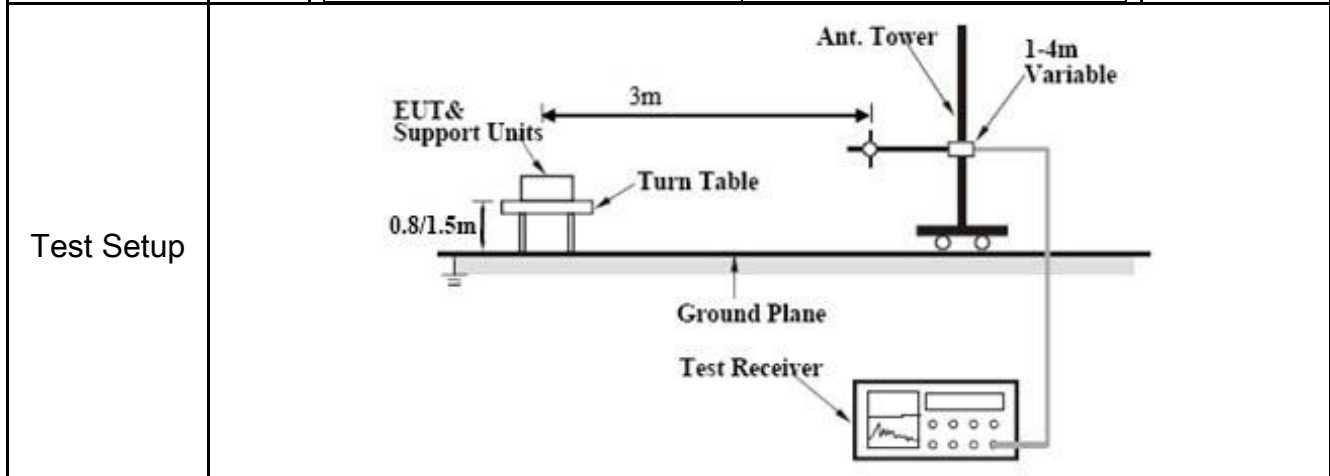 Test Setup
Ant. Tower
1-4m
Variable
3m
EUT&
Support Units
Turn Table
0.8/1.5m
Ground Plane
Test Receiver